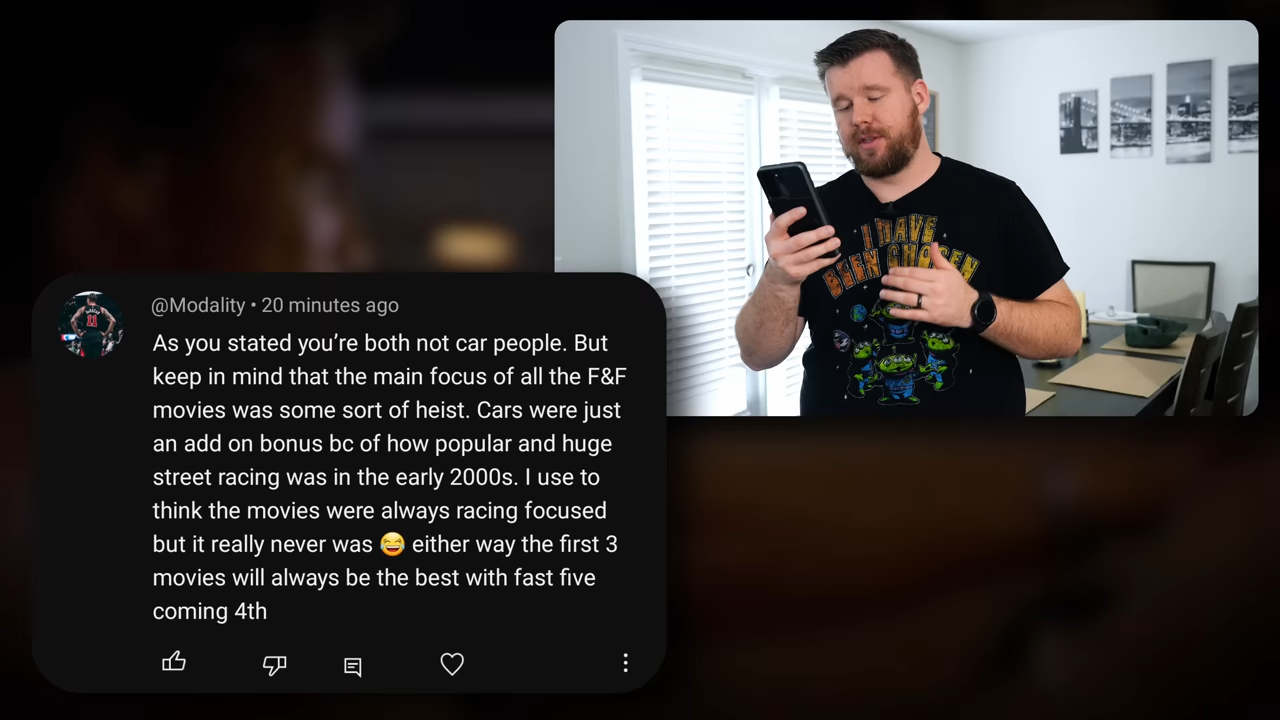 I HAVE
BEEN CHOSEN
@Modality • 20 minutes ago
As you stated you’re both not car people. But
keep in mind that the main focus of all the F&F
movies was some sort of heist. Cars were just
an add on bonus bc of how popular and huge
street racing was in the early 2000s. I use to
think the movies were always racing focused
but it really never was 😂 either way the first 3
movies will always be the best with fast five
coming 4th